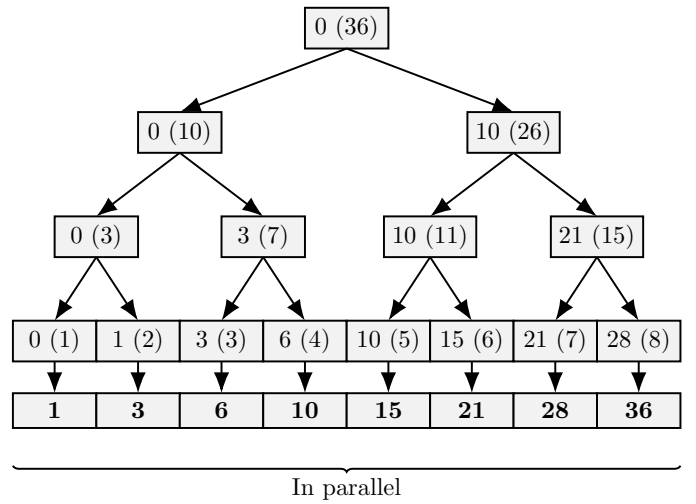 0 (36)
0 (10) 10 (26)
0 (3) 3 (7) 10 (11) 21 (15)
0 (1) 1 (2) 3 (3) 6 (4) 10 (5) 15 (6) 21 (7) 28 (8)
1 3 6 10 15 21 28 36
In parallel